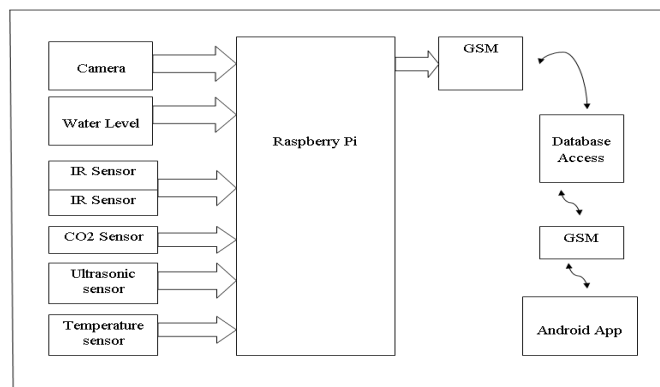 Camera
Water Level
IR Sensor
IR Sensor
CO2 Sensor
Ultrasonic
sensor
Temperature
sensor
Raspberry Pi
GSM
Database
Access
GSM
Android App